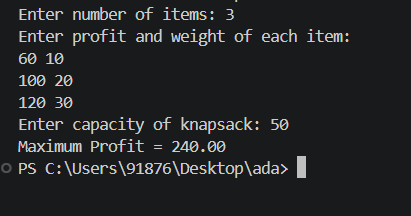 Enter number of items: 3
Enter profit and weight of each item:
60 10
100 20
120 30
Enter capacity of knapsack: 50
Maximum Profit = 240.00
PS C:\Users\91876\Desktop\ada>